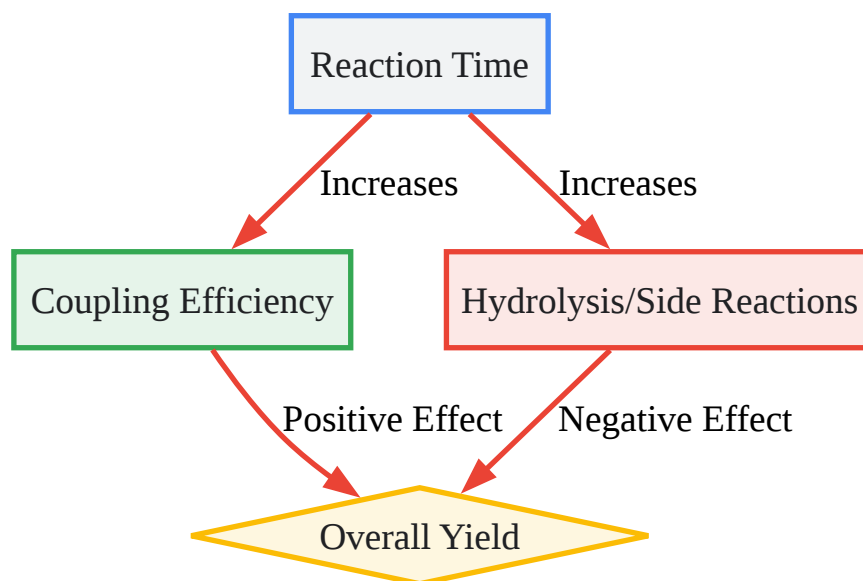 Reaction Time
Increases
Increases
Coupling Efficiency
Hydrolysis/Side Reactions
Positive Effect
Negative Effect
Overall Yield